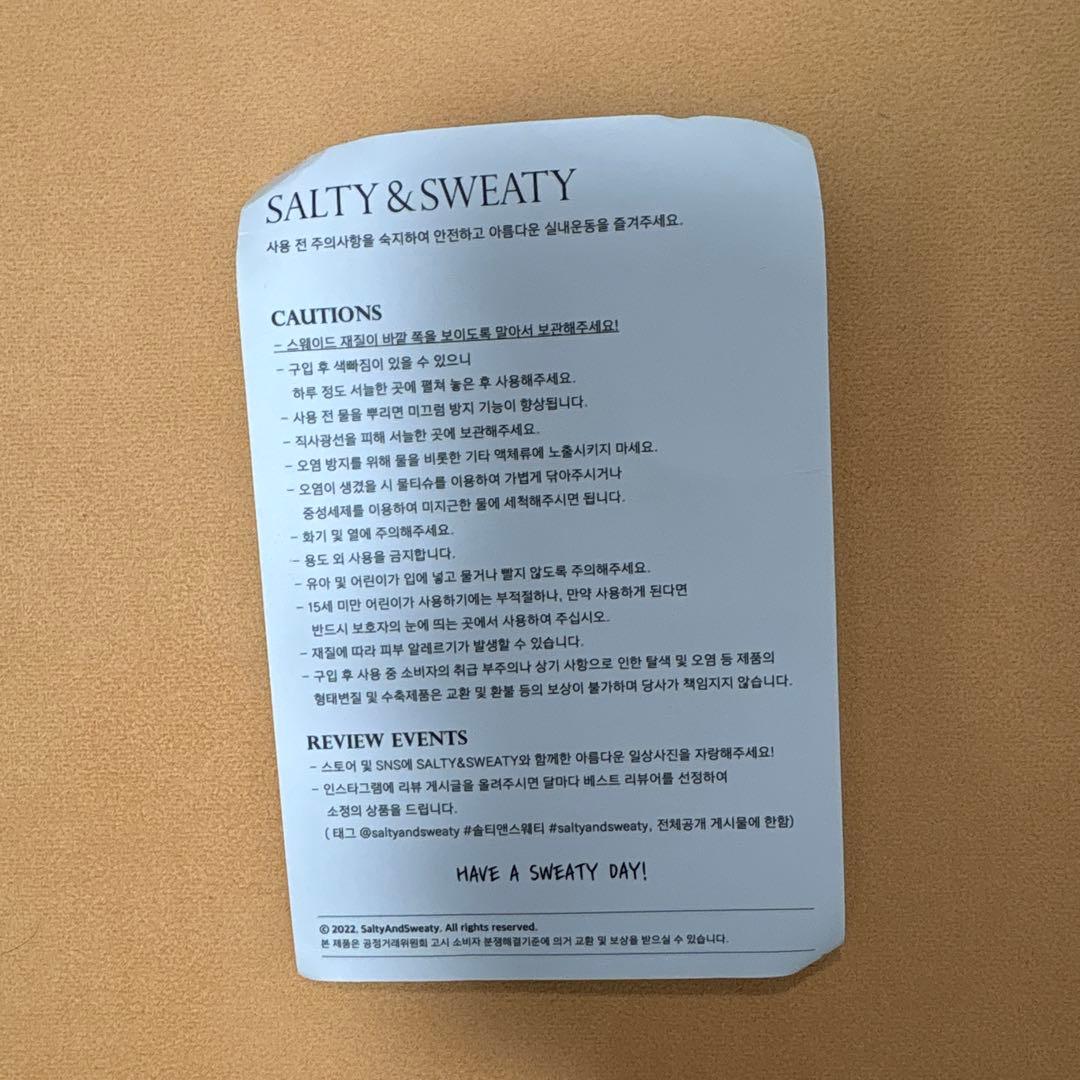 SALTY & SWEATY
사용 전 주의사항을 숙지하여 안전하고 아름다운 실내운동을 즐겨주세요.
CAUTIONS
- 스웨이드 재질이 바깥 쪽을 보이도록 말아서 보관해주세요!
- 구입 후 색빠짐이 있을 수 있으니
하루 정도 서늘한 곳에 펼쳐 놓은 후 사용해주세요.
- 사용 전 물을 뿌리면 미끄럼 방지 기능이 향상됩니다.
- 직사광선을 피해 서늘한 곳에 보관해주세요.
- 오염 방지를 위해 물을 비롯한 기타 액체류에 노출시키지 마세요.
- 오염이 생겼을 시 물티슈를 이용하여 가볍게 닦아주시거나
중성세제를 이용하여 미지근한 물에 세척해주시면 됩니다.
- 화기 및 열에 주의해주세요.
- 용도 외 사용을 금지합니다.
- 유아 및 어린이가 입에 넣고 물거나 빨지 않도록 주의해주세요.
- 15세 미만 어린이가 사용하기에는 부적절하나, 만약 사용하게 된다면
반드시 보호자의 눈에 띄는 곳에서 사용하여 주십시오.
- 재질에 따라 피부 알레르기가 발생할 수 있습니다.
- 구입 후 사용 중 소비자의 취급 부주의나 상기 사항으로 인한 탈색 및 오염 등 제품의
형태변질 및 수축제품은 교환 및 환불 등의 보상이 불가하며 당사가 책임지지 않습니다.
REVIEW EVENTS
- 스토어 및 SNS에 SALTY&SWEATY와 함께한 아름다운 일상사진을 자랑해주세요!
- 인스타그램에 리뷰 게시글을 올려주시면 달마다 베스트 리뷰어를 선정하여
소정의 상품을 드립니다.
( 태그 @saltyandsweaty #솔티앤스웨티 #saltyandsweaty, 전체공개 게시물에 한함)
HAVE A SWEATY DAY!
© 2022. SaltyAndSweaty. All rights reserved.
본 제품은 공정거래위원회 고시 소비자 분쟁해결기준에 의거 교환 및 보상을 받으실 수 있습니다.